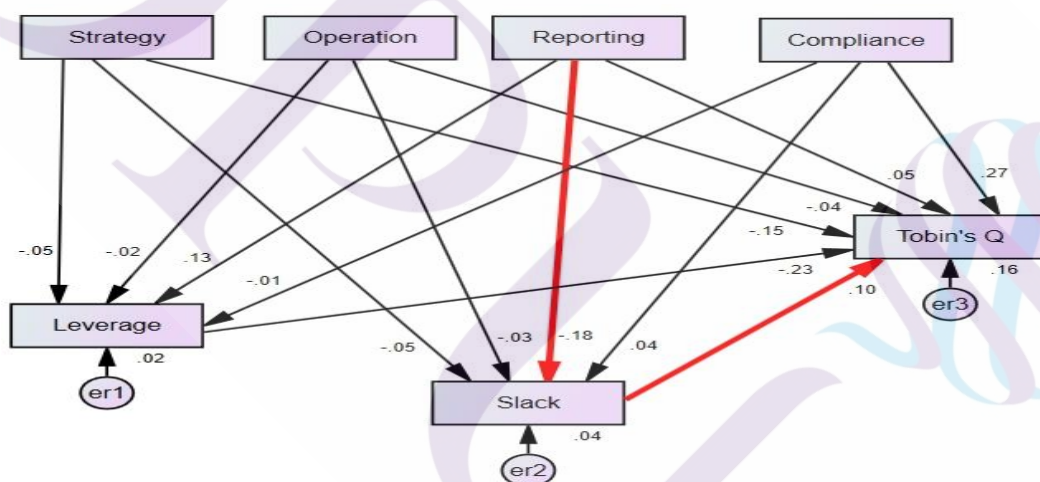 Strategy
Operation
Reporting
Compliance
.05
.27
-.04
-.15
Tobin's Q
-.05
-.02
.13
-.01
-.23
.16
.10
er3
Leverage
.02
-.05
-.03
-.18
.04
er1
Slack
.04
er2